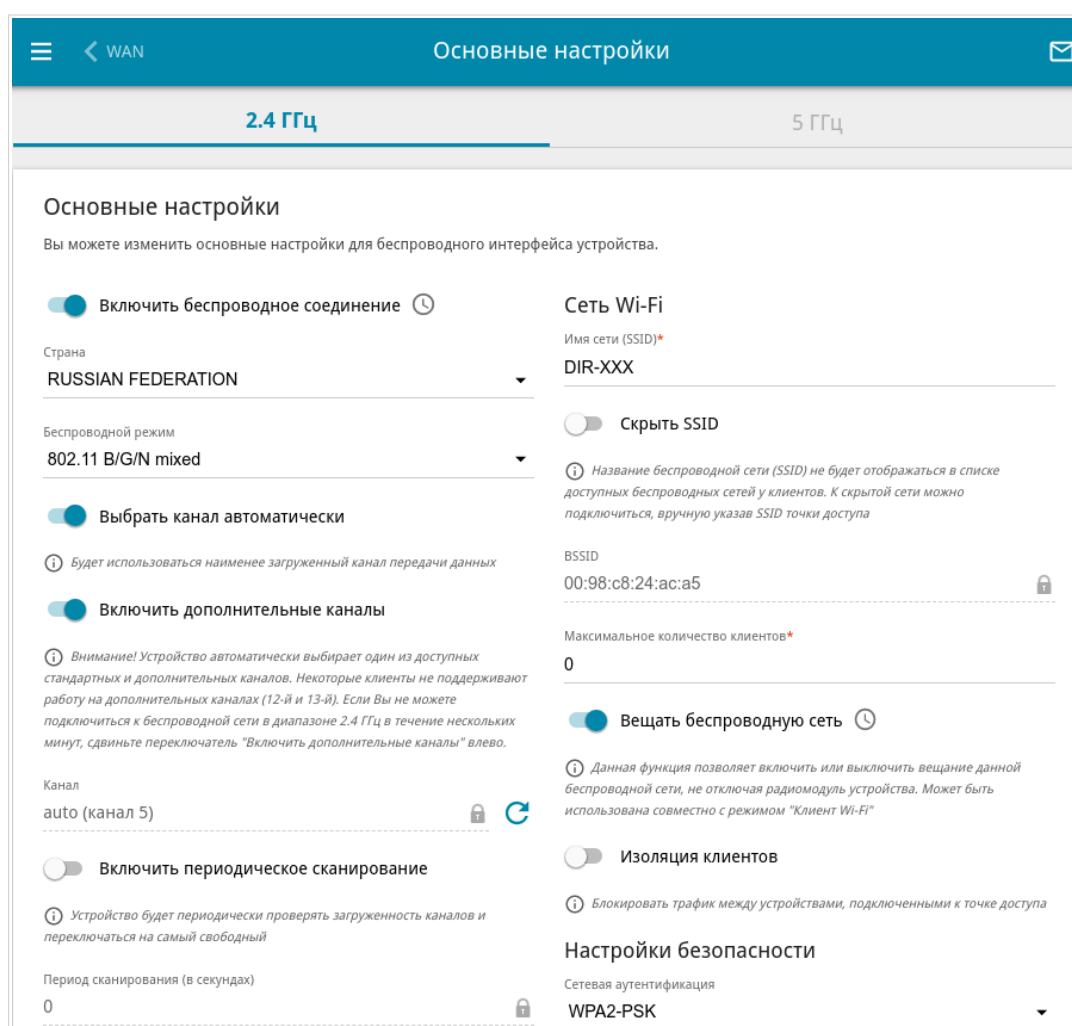 WAN
Основные настройки
2.4 ГГц
5 ГГц
Основные настройки
Вы можете изменить основные настройки для беспроводного интерфейса устройства.
Включить беспроводное соединение
Страна
RUSSIAN FEDERATION
Беспроводной режим
802.11 B/G/N mixed
Выбрать канал автоматически
Будет использоваться наименее загруженный канал передачи данных
Включить дополнительные каналы
Внимание! Устройство автоматически выбирает один из доступных
стандартных и дополнительных каналов. Некоторые клиенты не поддерживают
работу на дополнительных каналах (12-й и 13-й). Если Вы не можете
подключиться к беспроводной сети в диапазоне 2.4 ГГц в течение нескольких
минут, сдвиньте переключатель "Включить дополнительные каналы" влево.
Канал
auto (канал 5)
Включить периодическое сканирование
Устройство будет периодически проверять загруженность каналов и
переключаться на самый свободный
Период сканирования (в секундах)
0
Сеть Wi-Fi
Имя сети (SSID)*
DIR-XXX
Скрыть SSID
Название беспроводной сети (SSID) не будет отображаться в списке
доступных беспроводных сетей у клиентов. К скрытой сети можно
подключиться, вручную указав SSID точки доступа
BSSID
00:98:c8:24:ac:a5
Максимальное количество клиентов*
0
Вещать беспроводную сеть
Данная функция позволяет включить или выключить вещание данной
беспроводной сети, не отключая радиомодуль устройства. Может быть
использована совместно с режимом "Клиент Wi-Fi"
Изоляция клиентов
Блокировать трафик между устройствами, подключенными к точке доступа
Настройки безопасности
Сетевая аутентификация
WPA2-PSK